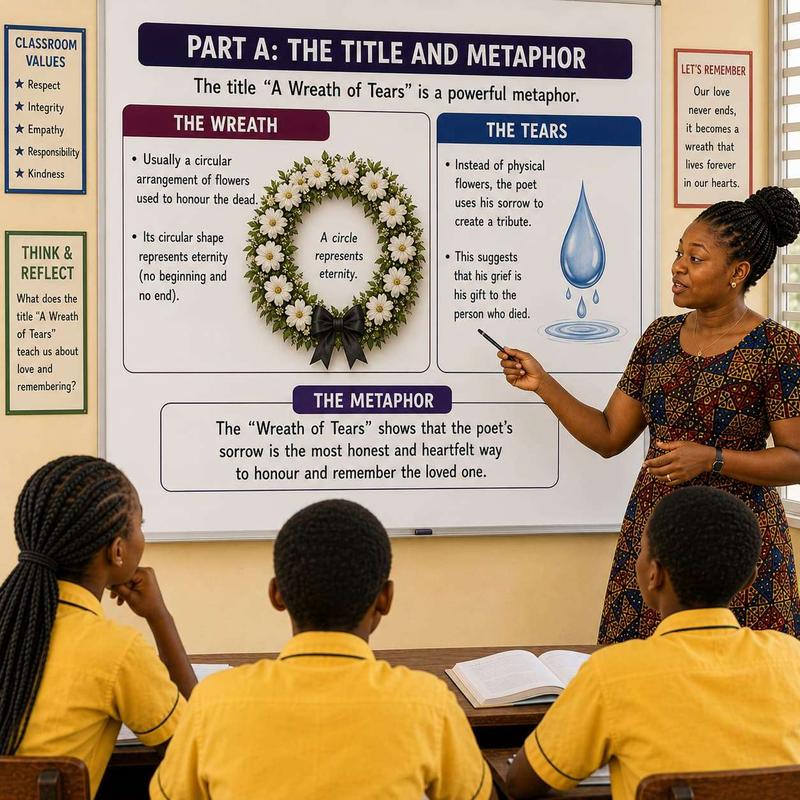 CLASSROOM
VALUES
★ Respect
★ Integrity
★ Empathy
★ Responsibility
★ Kindness
THINK &
REFLECT
What does the
title "A Wreath
of Tears"
teach us about
love and
remembering?
PART A: THE TITLE AND METAPHOR
The title "A Wreath of Tears" is a powerful metaphor.
THE WREATH
• Usually a circular
arrangement of flowers
used to honour the dead.
• Its circular shape
represents eternity
(no beginning and
no end).
A circle
represents
eternity.
THE TEARS
• Instead of physical
flowers, the poet
uses his sorrow to
create a tribute.
• This suggests
that his grief is
his gift to the
person who died.
THE METAPHOR
The "Wreath of Tears" shows that the poet's
sorrow is the most honest and heartfelt way
to honour and remember the loved one.
LET'S REMEMBER
Our love
never ends,
it becomes a
wreath that
lives forever
in our hearts.